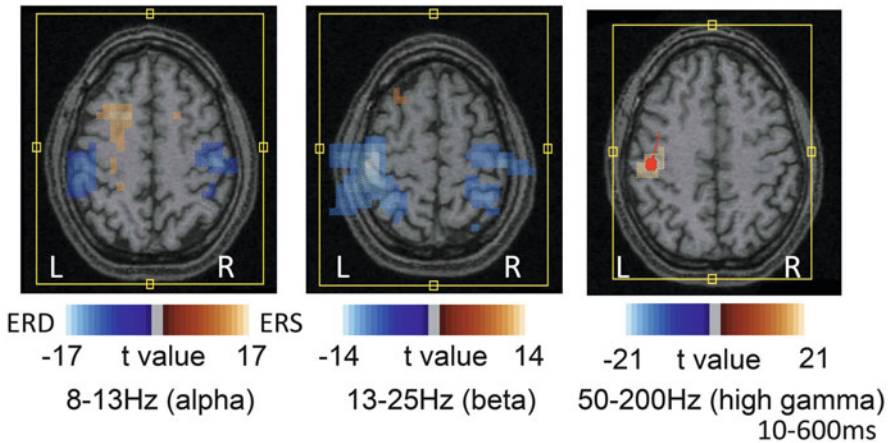 L R
L R
L R
ERD ERS
-17 t value 17
-14 t value 14
-21 t value 21
8-13Hz (alpha)
13-25Hz (beta)
50-200Hz (high gamma)
10-600ms